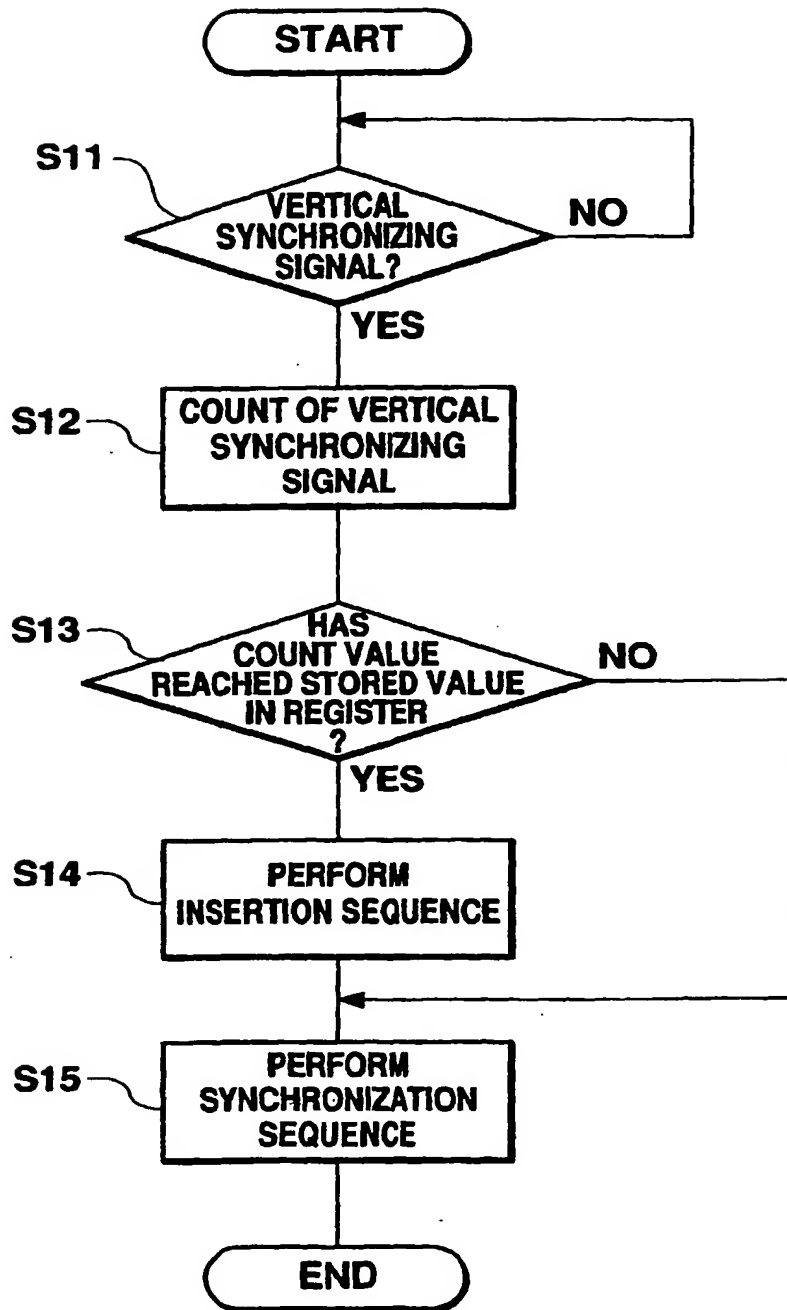 START
S11
VERTICAL
SYNCHRONIZING
SIGNAL?
NO
YES
S12
COUNT OF VERTICAL
SYNCHRONIZING
SIGNAL
S13
HAS
COUNT VALUE
REACHED STORED VALUE
IN REGISTER
?
NO
YES
S14
PERFORM
INSERTION SEQUENCE
S15
PERFORM
SYNCHRONIZATION
SEQUENCE
END